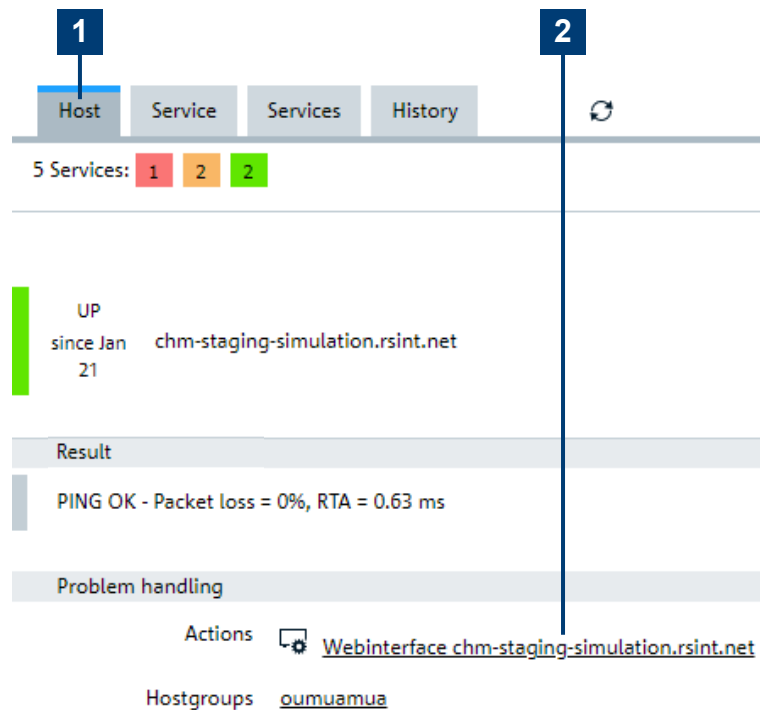 1 2
Host Service Services History
5 Services: 1 2 2
UP
since Jan
21
chm-staging-simulation.rsint.net
Result
PING OK - Packet loss = 0%, RTA = 0.63 ms
Problem handling
Actions Webinterface chm-staging-simulation.rsint.net
Hostgroups oumuamua